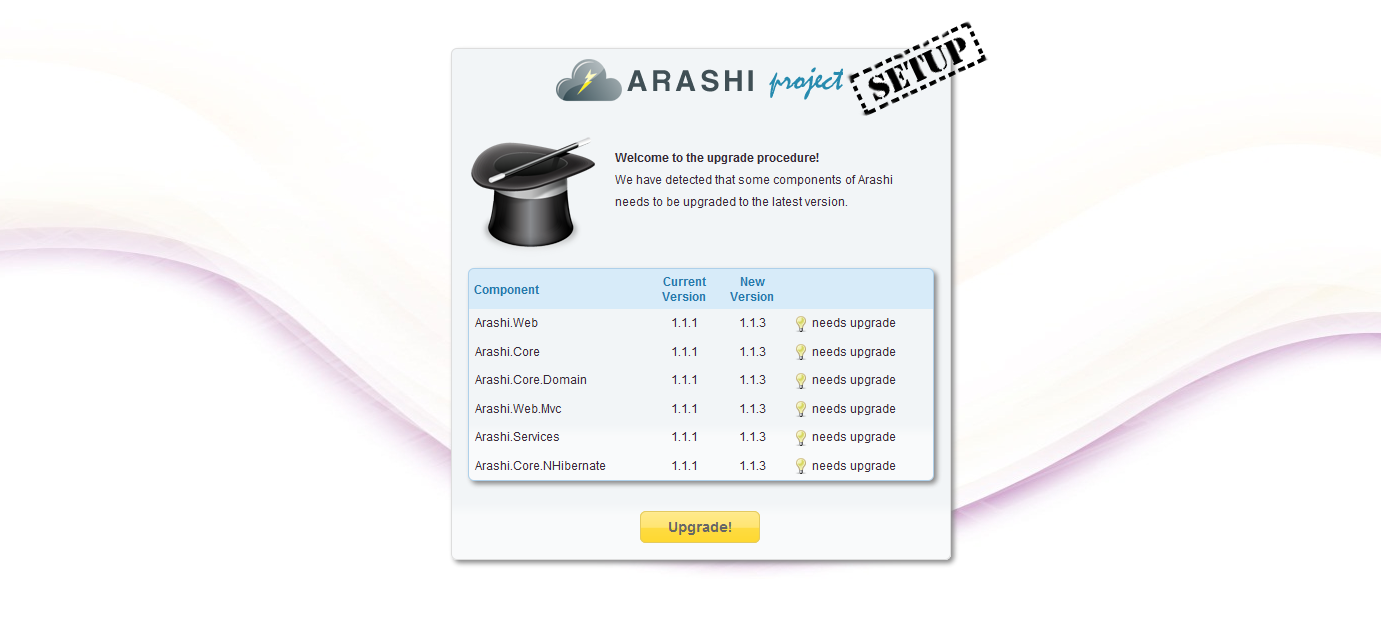 ARASHI project
SETUP
Welcome to the upgrade procedure!
We have detected that some components of Arashi
needs to be upgraded to the latest version.
Component Current Version New Version
Arashi.Web 1.1.1 1.1.3 needs upgrade
Arashi.Core 1.1.1 1.1.3 needs upgrade
Arashi.Core.Domain 1.1.1 1.1.3 needs upgrade
Arashi.Web.Mvc 1.1.1 1.1.3 needs upgrade
Arashi.Services 1.1.1 1.1.3 needs upgrade
Arashi.Core.NHibernate 1.1.1 1.1.3 needs upgrade
Upgrade!